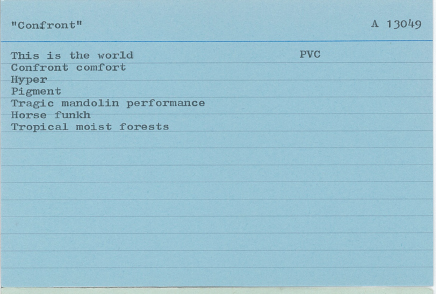 "Confront" A 13049
This is the world PVC
Confront comfort
Hyper
Pigment
Tragic mandolin performance
Horse funkh
Tropical moist forests